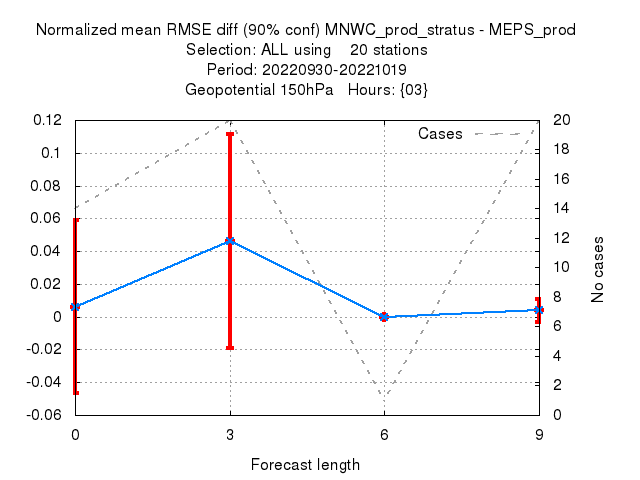 Normalized mean RMSE diff (90% conf) MNWC_prod_stratus - MEPS_prod
Selection: ALL using 20 stations
Period: 20220930-20221019
Geopotential 150hPa Hours: {03}
Cases
0.12
0.1
0.08
0.06
0.04
0.02
0
-0.02
-0.04
-0.06
20
18
16
14
12
10
8
6
4
2
0
No cases
0 3 6 9
Forecast length